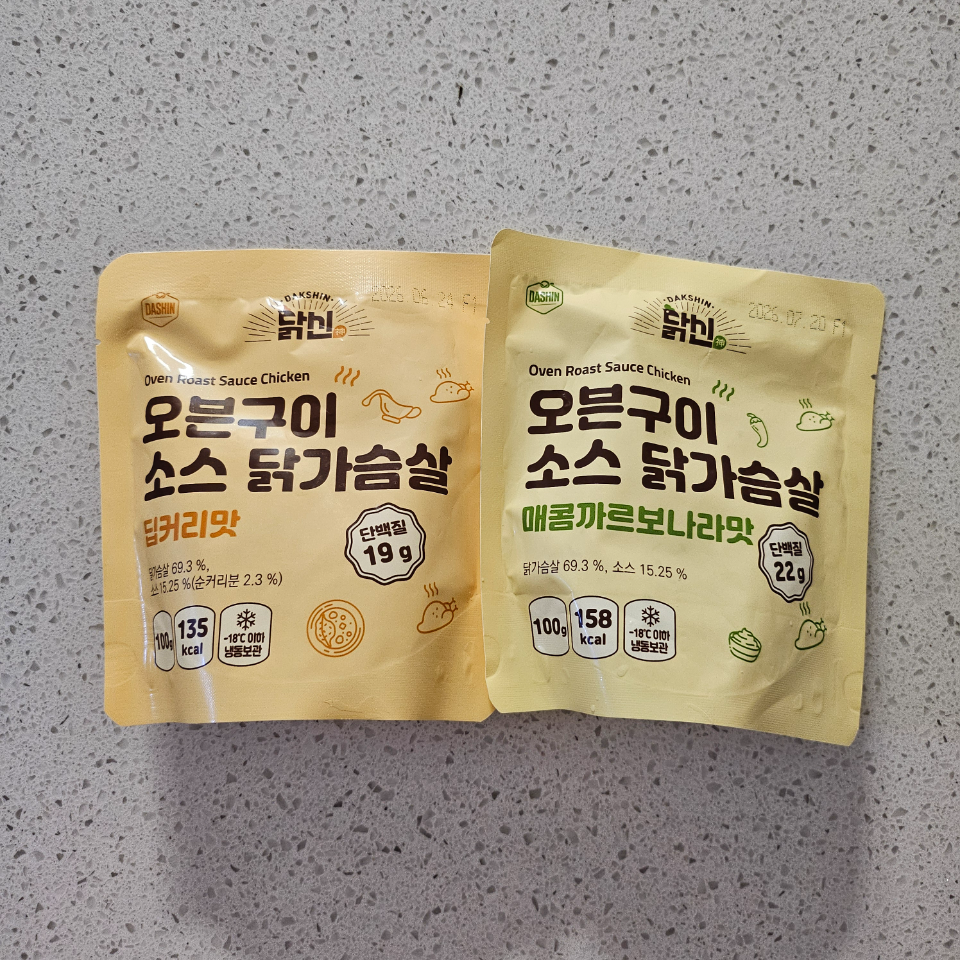 DASHIN
DAKSHIN
닭신
神
2026 06 24 F1
Oven Roast Sauce Chicken
오븐구이
소스 닭가슴살
딥커리맛
단백질
19 g
닭가슴살 69.3 %,
소스 15.25 %(순커리분 2.3 %)
100g
135
kcal
-18℃ 이하
냉동보관
DASHIN
DAKSHIN
닭신
神
2026.07.20 F1
Oven Roast Sauce Chicken
오븐구이
소스 닭가슴살
매콩까르보나라맛
단백질
22 g
닭가슴살 69.3 %, 소스 15.25 %
100g
158
kcal
-18℃ 이하
냉동보관